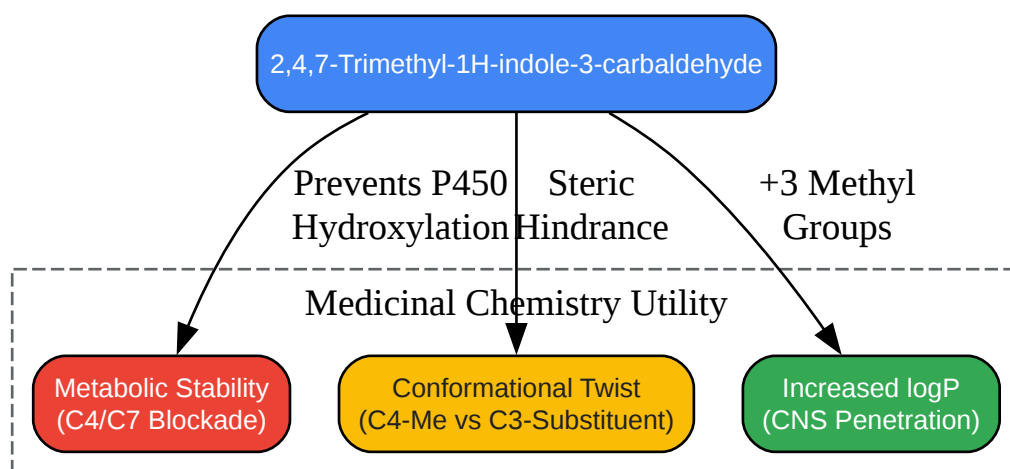 2,4,7-Trimethyl-1H-indole-3-carbaldehyde
Prevents P450
Hydroxylation
Steric
Hindrance
+3 Methyl
Groups
Medicinal Chemistry Utility
Metabolic Stability
(C4/C7 Blockade)
Conformational Twist
(C4-Me vs C3-Substituent)
Increased logP
(CNS Penetration)